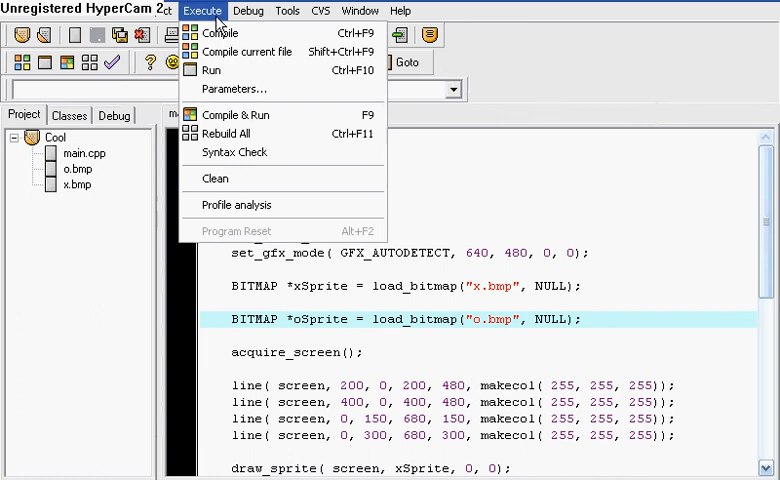 Unregistered HyperCam 2
ct Execute Debug Tools CVS Window Help
Compile Ctrl+F9
Compile current file Shift+Ctrl+F9
Run Ctrl+F10
Parameters...
Compile & Run F9
Rebuild All Ctrl+F11
Syntax Check
Clean
Profile analysis
Program Reset Alt+F2
Goto
Project Classes Debug
Cool
main.cpp
o.bmp
x.bmp
set_gfx_mode( GFX_AUTODETECT, 640, 480, 0, 0);
BITMAP *xSprite = load_bitmap("x.bmp", NULL);
BITMAP *oSprite = load_bitmap("o.bmp", NULL);
acquire_screen();
line( screen, 200, 0, 200, 480, makecol( 255, 255, 255));
line( screen, 400, 0, 400, 480, makecol( 255, 255, 255));
line( screen, 0, 150, 680, 150, makecol( 255, 255, 255));
line( screen, 0, 300, 680, 300, makecol( 255, 255, 255));
draw_sprite( screen, xSprite, 0, 0);